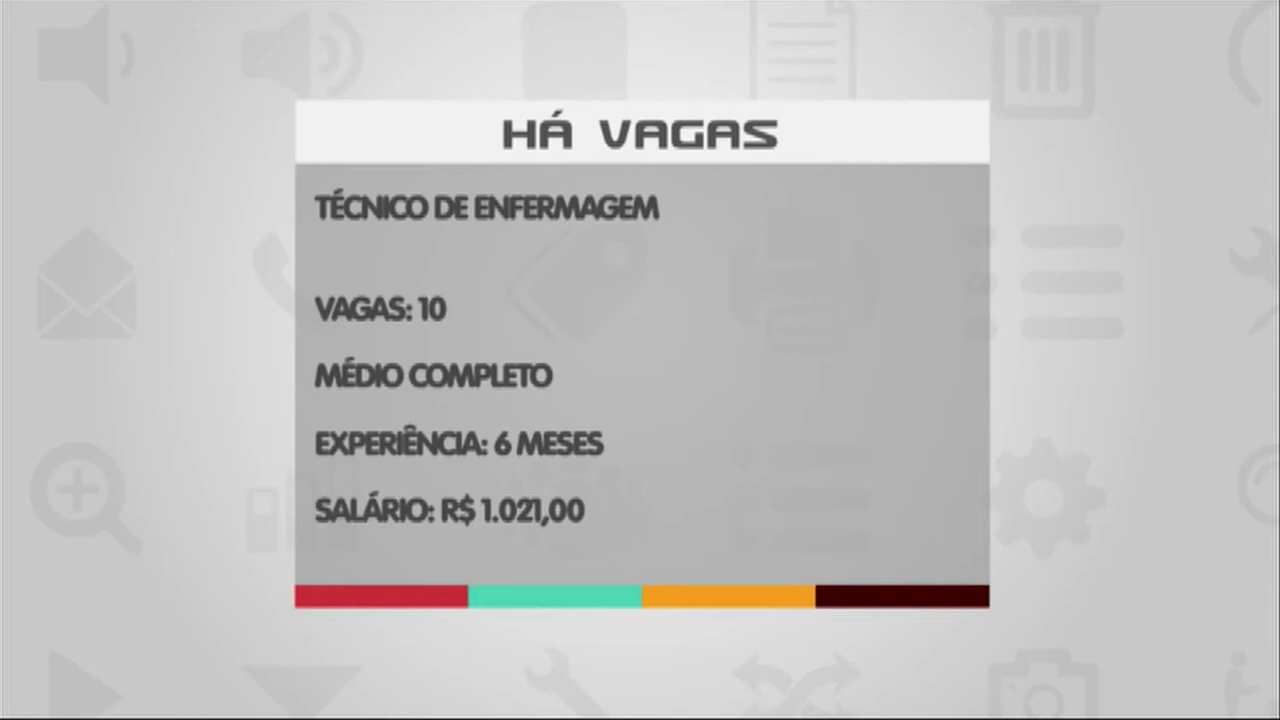 HÁ VAGAS
TÉCNICO DE ENFERMAGEM
VAGAS: 10
MÉDIO COMPLETO
EXPERIÊNCIA: 6 MESES
SALÁRIO: R$ 1.021,00